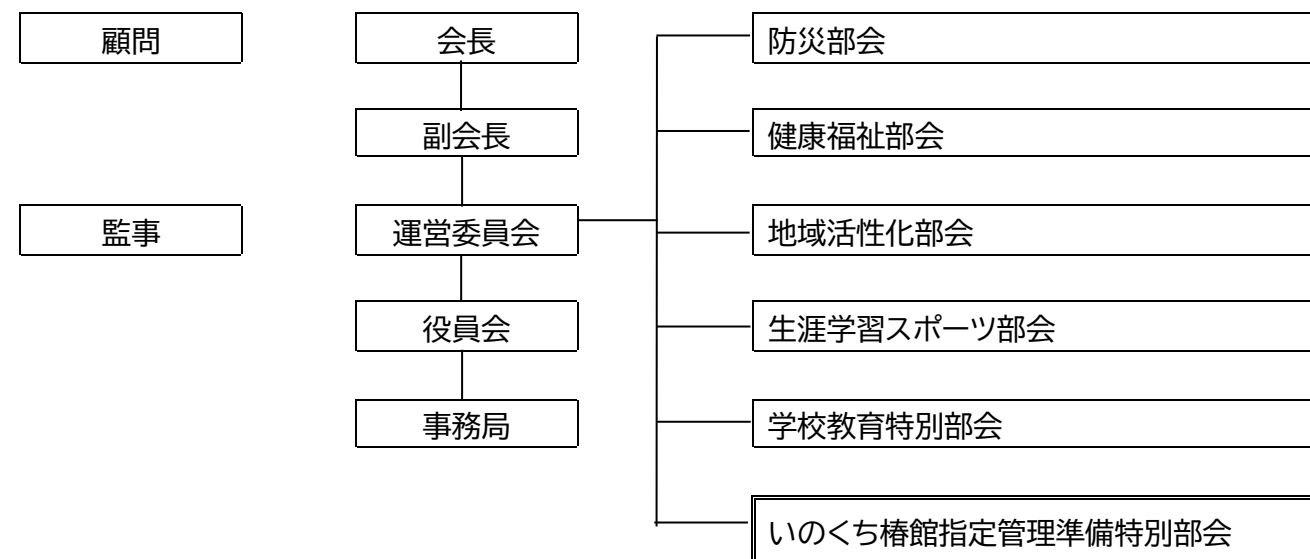 顧問
会長
副会長
監事
運営委員会
役員会
事務局
防災部会
健康福祉部会
地域活性化部会
生涯学習スポーツ部会
学校教育特別部会
いのくち椿館指定管理準備特別部会